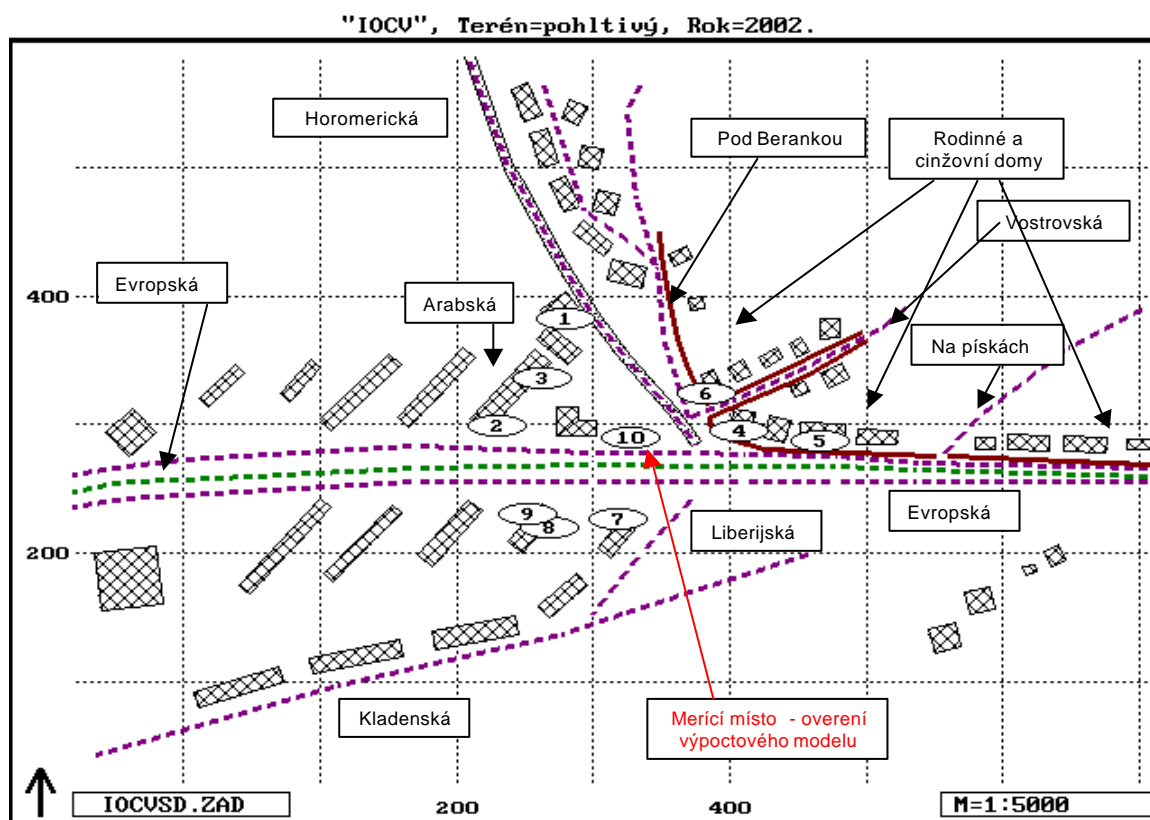 "IOCV", Terén=pohltivý, Rok=2002.
Horomerická
Pod Berankou
Rodinné a
cinžovní domy
Vostrovská
Evropská
400
Arabská
1
Na pískách
3
6
2
10
4
5
9
8
7
Evropská
200
Liberijská
Kladenská
Merící místo - overení
výpoctového modelu
IOCVSD.ZAD
200
400
M=1:5000